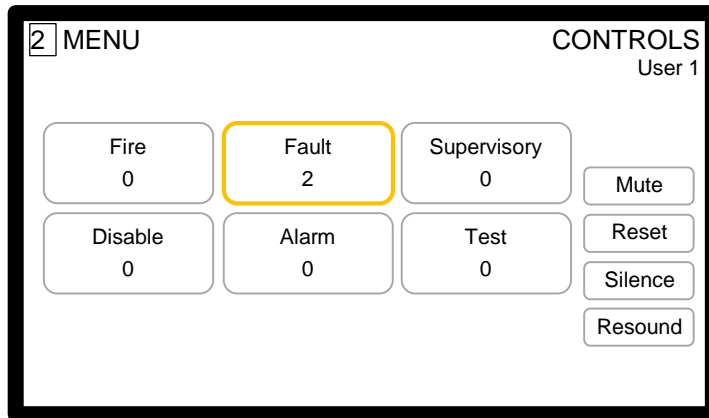 2 MENU CONTROLS
User 1
Fire Fault Supervisory
0 2 0
Mute
Disable Alarm Test
0 0 0
Reset
Silence
Resound